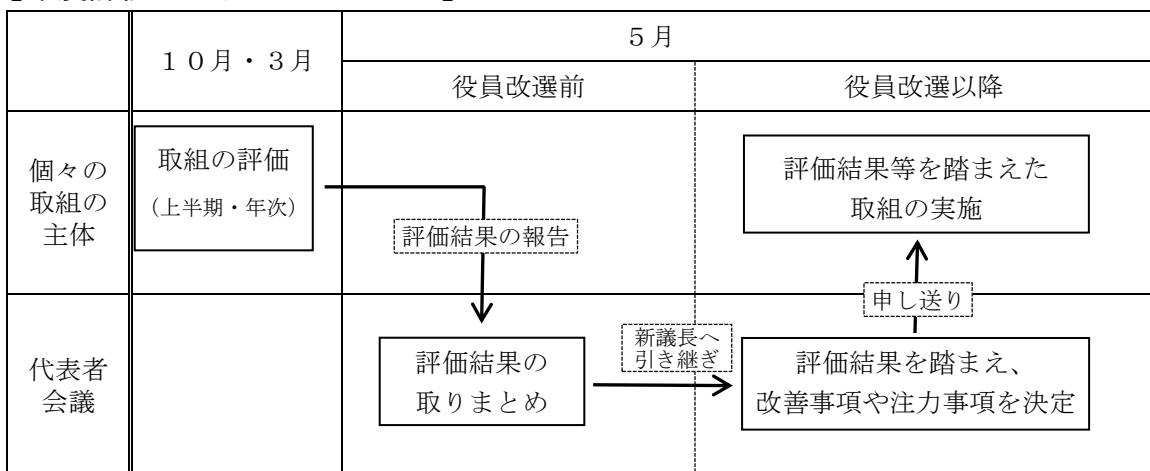 １０月・３月
５月
役員改選前
役員改選以降
個々の
取組の
主体
取組の評価
（上半期・年次）
評価結果の報告
評価結果等を踏まえた
取組の実施
申し送り
代表者
会議
評価結果の
取りまとめ
新議長へ
引き継ぎ
評価結果を踏まえ、
改善事項や注力事項を決定